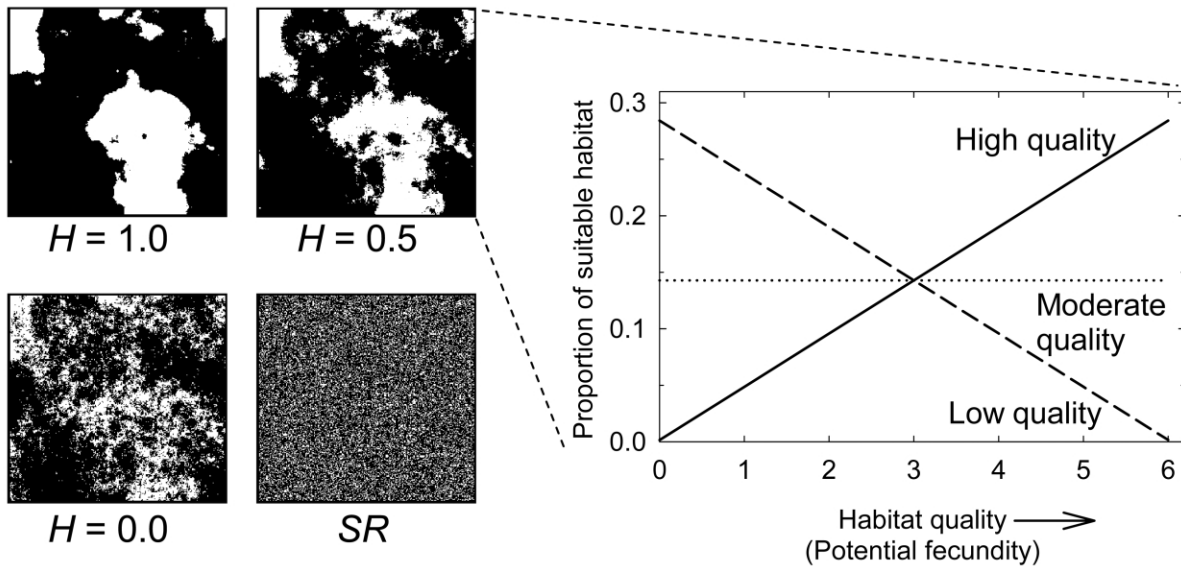 H = 1.0
H = 0.5
H = 0.0
SR
Proportion of suitable habitat
0.3
0.2
0.1
0.0
High quality
Moderate
quality
Low quality
0 1 2 3 4 5 6
Habitat quality
(Potential fecundity)